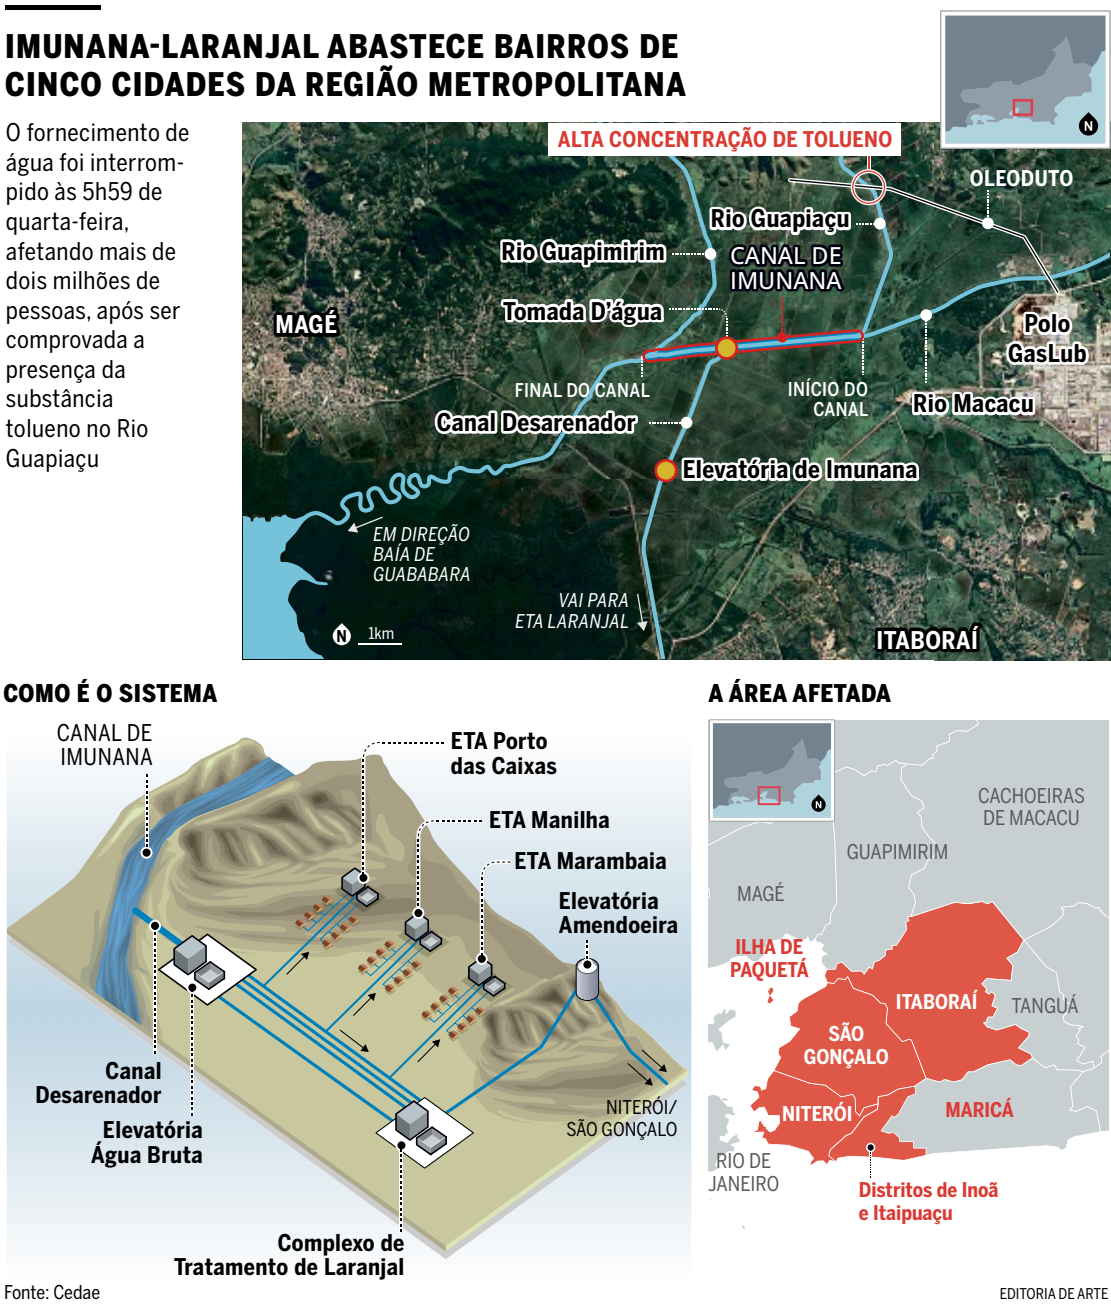 IMUNANA-LARANJAL ABASTECE BAIRROS DE
CINCO CIDADES DA REGIÃO METROPOLITANA
O fornecimento de
água foi interrom-
pido às 5h59 de
quarta-feira,
afetando mais de
dois milhões de
pessoas, após ser
comprovada a
presença da
substância
tolueno no Rio
Guapiaçu
N
ALTA CONCENTRAÇÃO DE TOLUENO
OLEODUTO
Rio Guapiaçu
Rio Guapimirim
CANAL DE
IMUNANA
Tomada D'água
MAGÉ
Polo
GasLub
FINAL DO CANAL
INÍCIO DO
CANAL
Rio Macacu
Canal Desarenador
Elevatória de Imunana
EM DIREÇÃO
BAÍA DE
GUABABARA
VAI PARA
ETA LARANJAL
N
1km
ITABORAÍ
COMO É O SISTEMA
CANAL DE
IMUNANA
ETA Porto
das Caixas
ETA Manilha
ETA Marambaia
Elevatória
Amendoeira
Canal
Desarenador
Elevatória
Água Bruta
NITERÓI/
SÃO GONÇALO
Complexo de
Tratamento de Laranjal
A ÁREA AFETADA
N
CACHOEIRAS
DE MACACU
GUAPIMIRIM
MAGÉ
ILHA DE
PAQUETÁ
ITABORAÍ
TANGUÁ
SÃO
GONÇALO
NITERÓI
MARICÁ
RIO DE
JANEIRO
Distritos de Inoã
e Itaipuaçu
Fonte: Cedae
EDITORIA DE ARTE